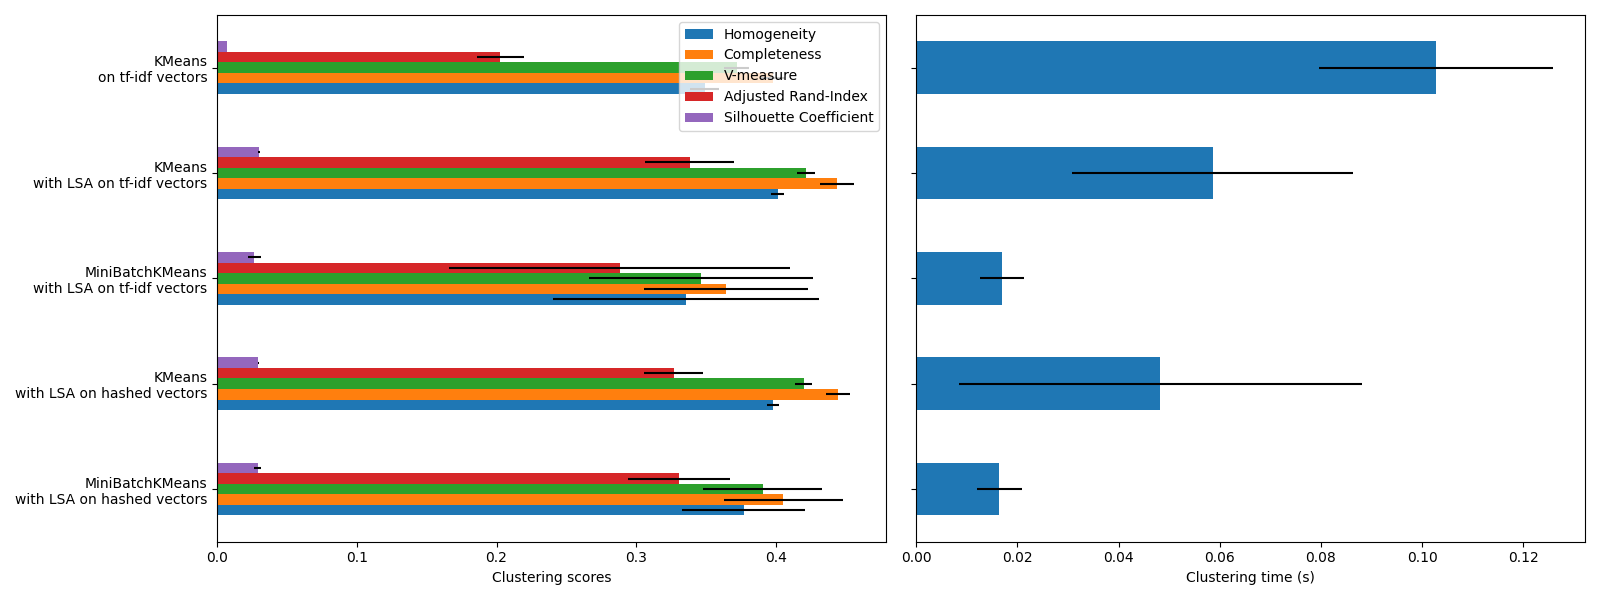 KMeans
on tf-idf vectors
KMeans
with LSA on tf-idf vectors
MiniBatchKMeans
with LSA on tf-idf vectors
KMeans
with LSA on hashed vectors
MiniBatchKMeans
with LSA on hashed vectors
Homogeneity
Completeness
V-measure
Adjusted Rand-Index
Silhouette Coefficient
0.0 0.1 0.2 0.3 0.4
Clustering scores
0.00 0.02 0.04 0.06 0.08 0.10 0.12
Clustering time (s)